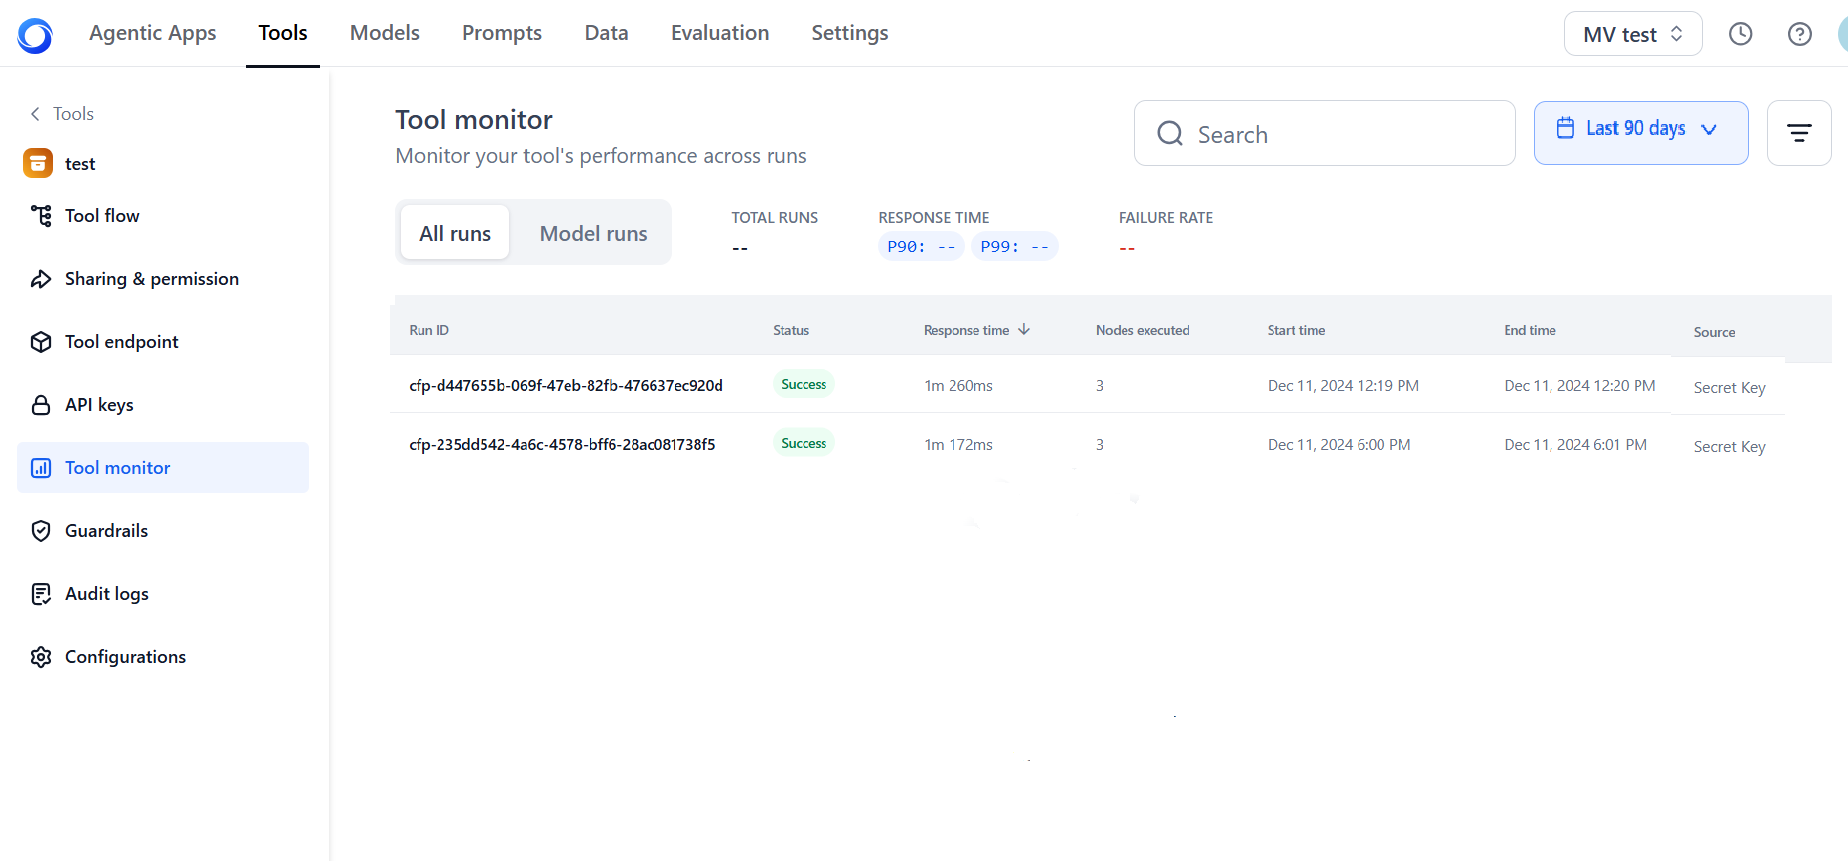 Agentic Apps Tools Models Prompts Data Evaluation Settings MV test
Tools
test
Tool flow
Sharing & permission
Tool endpoint
API keys
Tool monitor
Guardrails
Audit logs
Configurations
Tool monitor
Monitor your tool's performance across runs
Search
Last 90 days
All runs Model runs
TOTAL RUNS RESPONSE TIME FAILURE RATE
-- P90: -- P99: -- --
Run ID Status Response time Nodes executed Start time End time Source
cfp-d447655b-069f-47eb-82fb-476637ec920d Success 1m 260ms 3 Dec 11, 2024 12:19 PM Dec 11, 2024 12:20 PM Secret Key
cfp-235dd542-4a6c-4578-bff6-28ac081738f5 Success 1m 172ms 3 Dec 11, 2024 6:00 PM Dec 11, 2024 6:01 PM Secret Key